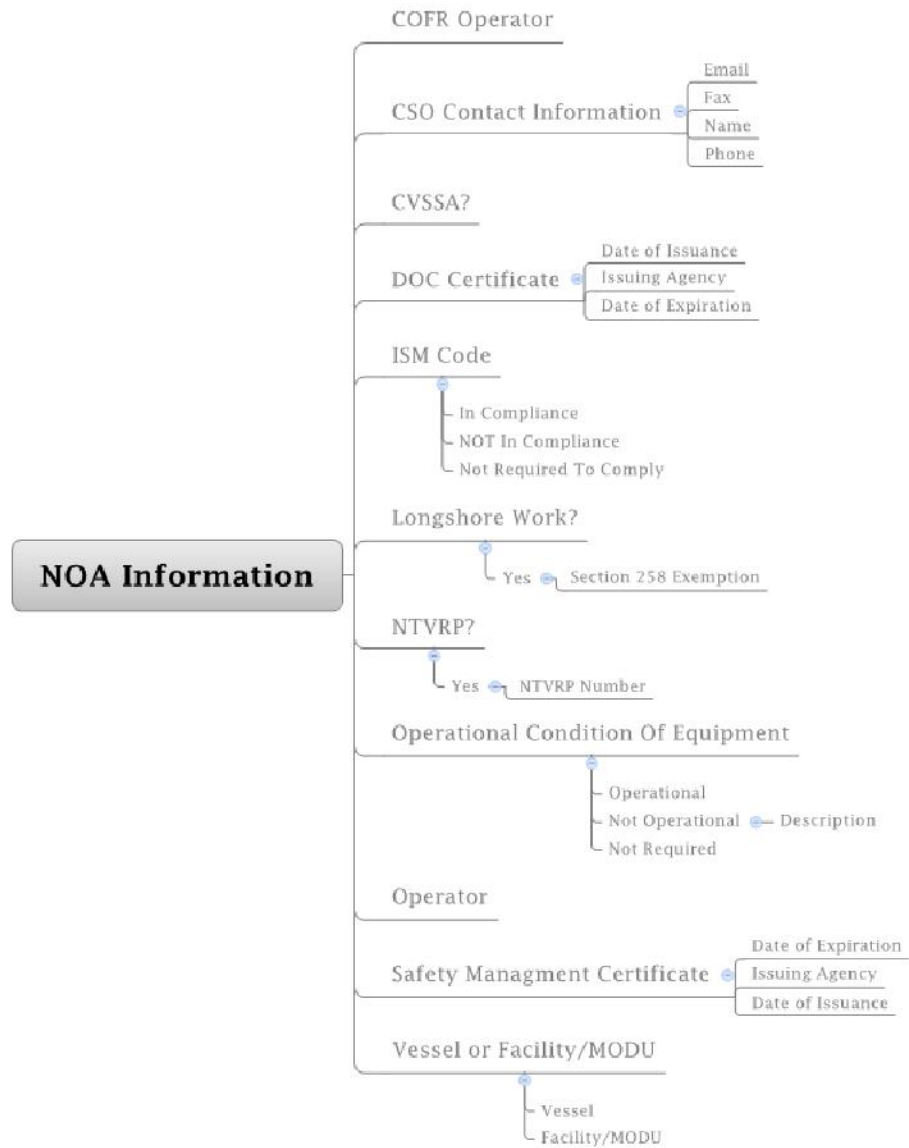 COFR Operator
CSO Contact Information
Email
Fax
Name
Phone
CVSSA?
DOC Certificate
Date of Issuance
Issuing Agency
Date of Expiration
ISM Code
In Compliance
NOT In Compliance
Not Required To Comply
Longshore Work?
Yes
Section 258 Exemption
NOA Information
NTVRP?
Yes
NTVRP Number
Operational Condition Of Equipment
Operational
Not Operational
Description
Not Required
Operator
Safety Managment Certificate
Date of Expiration
Issuing Agency
Date of Issuance
Vessel or Facility/MODU
Vessel
Facility/MODU